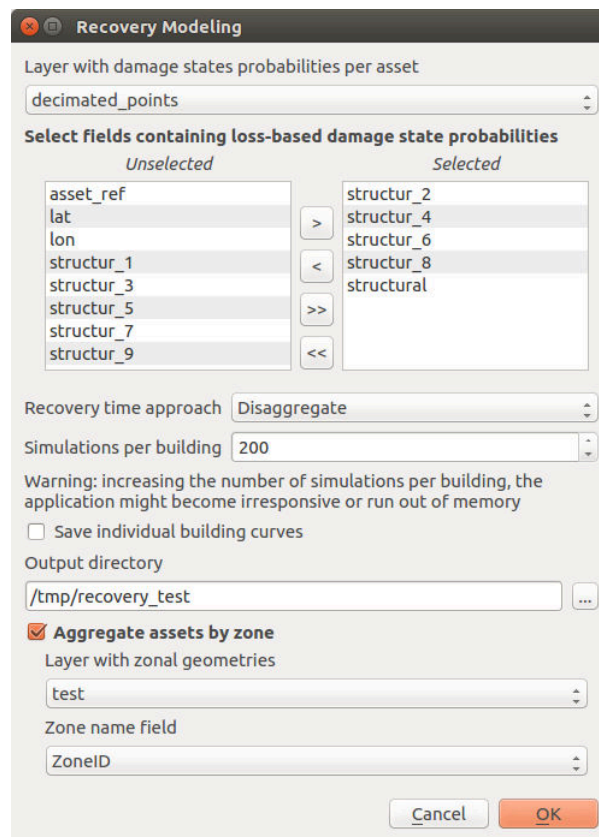 Recovery Modeling
Layer with damage states probabilities per asset
decimated_points
Select fields containing loss-based damage state probabilities
Unselected Selected
asset_ref
lat
lon
structur_1
structur_3
structur_5
structur_7
structur_9
>
<
>>
<<
structur_2
structur_4
structur_6
structur_8
structural
Recovery time approach Disaggregate
Simulations per building 200
Warning: increasing the number of simulations per building, the
application might become irresponsive or run out of memory
Save individual building curves
Output directory
/tmp/recovery_test ...
Aggregate assets by zone
Layer with zonal geometries
test
Zone name field
ZoneID
Cancel OK